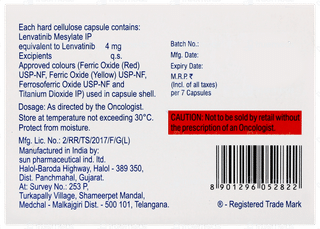 Each hard cellulose capsule contains:
Lenvatinib Mesylate IP
equivalent to Lenvatinib 4 mg
Excipients q.s.
Approved colours (Ferric Oxide (Red)
USP-NF, Ferric Oxide (Yellow) USP-NF,
Ferrosoferric Oxide USP-NF and
Titanium Dioxide IP) used in capsule shell.
Dosage: As directed by the Oncologist.
Store at temperature not exceeding 30°C.
Protect from moisture.
Mfg. Lic. No.: 2/RR/TS/2017/F/G(L)
Manufactured in India by:
sun pharmaceutical ind. ltd.
Halol-Baroda Highway, Halol - 389 350,
Dist. Panchmahal, Gujarat.
At: Survey No.: 253 P,
Turkapally Village, Shameerpet Mandal,
Medchal - Malkajgiri Dist. - 500 101, Telangana.
Batch No.:
Mfg. Date:
Expiry Date:
M.R.P. ₹
(Incl. of all taxes)
per 7 Capsules
CAUTION: Not to be sold by retail without
the prescription of an Oncologist.
8 901296 052822
® - Registered Trade Mark